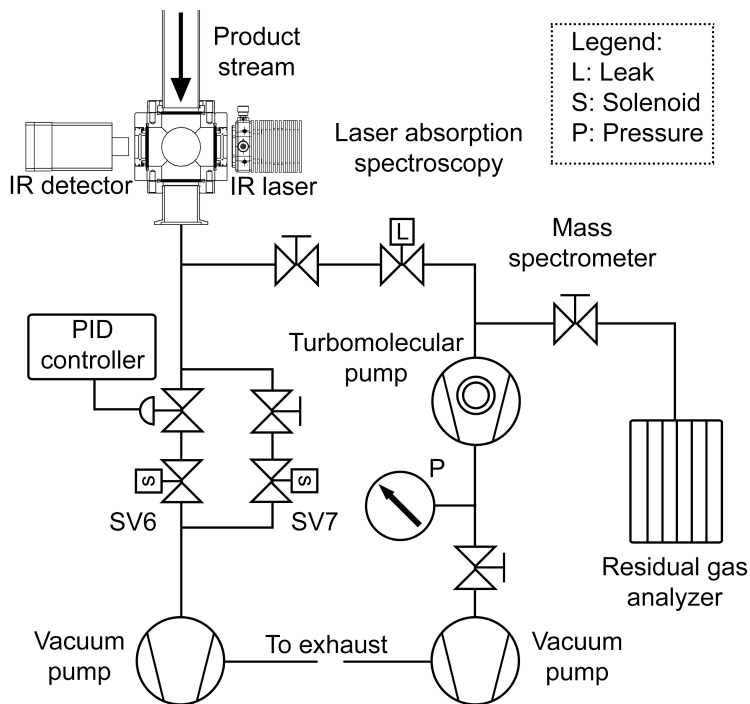 Product
stream
Legend:
L: Leak
S: Solenoid
P: Pressure
IR detector
IR laser
Laser absorption
spectroscopy
L
Mass
spectrometer
PID
controller
Turbomolecular
pump
P
S
S
SV6
SV7
Residual gas
analyzer
Vacuum
pump
To exhaust
Vacuum
pump